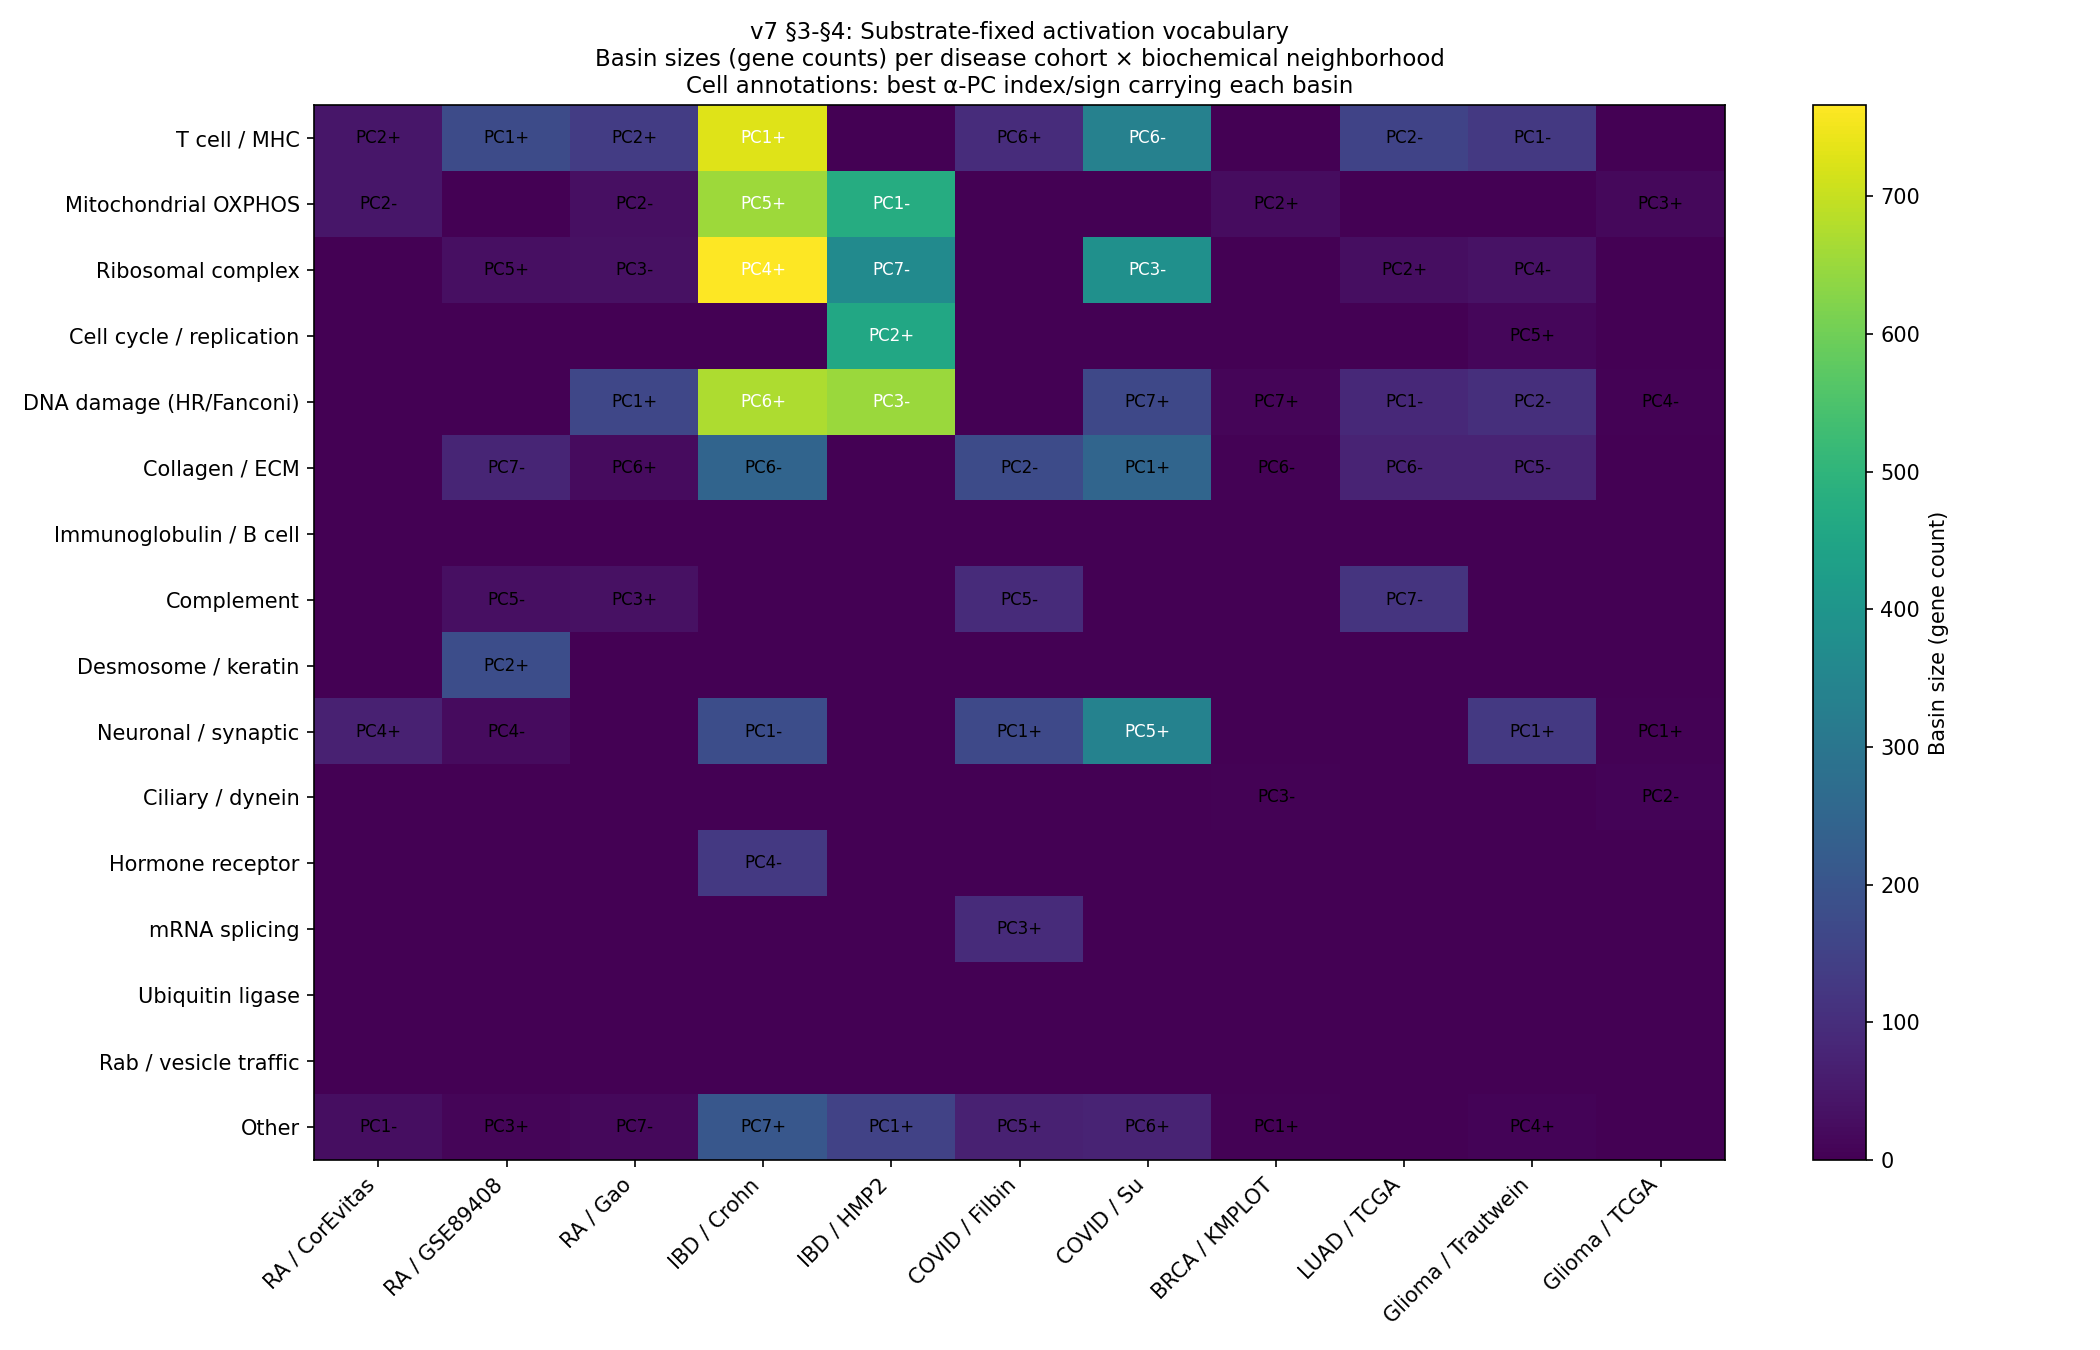 v7 §3-§4: Substrate-fixed activation vocabulary
Basin sizes (gene counts) per disease cohort × biochemical neighborhood
Cell annotations: best α-PC index/sign carrying each basin
T cell / MHC PC2+ PC1+ PC2+ PC1+ PC6+ PC6- PC2- PC1-
Mitochondrial OXPHOS PC2- PC2- PC5+ PC1- PC2+ PC3+
Ribosomal complex PC5+ PC3- PC4+ PC7- PC3- PC2+ PC4-
Cell cycle / replication PC2+ PC5+
DNA damage (HR/Fanconi) PC1+ PC6+ PC3- PC7+ PC7+ PC1- PC2- PC4-
Collagen / ECM PC7- PC6+ PC6- PC2- PC1+ PC6- PC6- PC5-
Immunoglobulin / B cell
Complement PC5- PC3+ PC5- PC7-
Desmosome / keratin PC2+
Neuronal / synaptic PC4+ PC4- PC1- PC1+ PC5+ PC1+ PC1+
Ciliary / dynein PC3- PC2-
Hormone receptor PC4-
mRNA splicing PC3+
Ubiquitin ligase
Rab / vesicle traffic
Other PC1- PC3+ PC7- PC7+ PC1+ PC5+ PC6+ PC1+ PC4+
RA / CorEvitas
RA / GSE89408
RA / Gao
IBD / Crohn
IBD / HMP2
COVID / Filbin
COVID / Su
BRCA / KMPLOT
LUAD / TCGA
Glioma / Trautwein
Glioma / TCGA
700
600
500
400
300
200
100
0
Basin size (gene count)